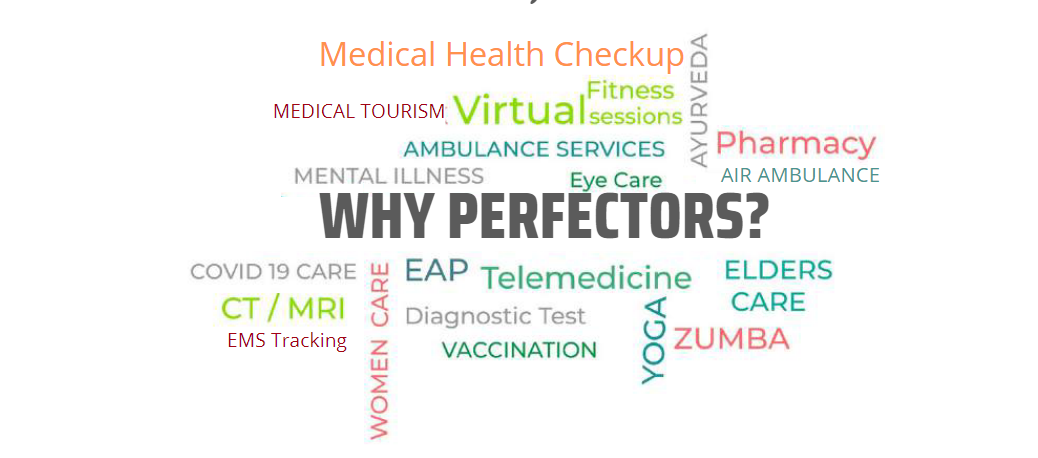 Medical Health Checkup
AYURVEDA
Fitness
MEDICAL TOURISM
Virtual
sessions
AMBULANCE SERVICES
Pharmacy
MENTAL ILLNESS
Eye Care
AIR AMBULANCE
WHY PERFECTORS?
COVID 19 CARE
WOMEN CARE
EAP
Telemedicine
ELDERS
CARE
CT / MRI
Diagnostic Test
YOGA
ZUMBA
EMS Tracking
VACCINATION